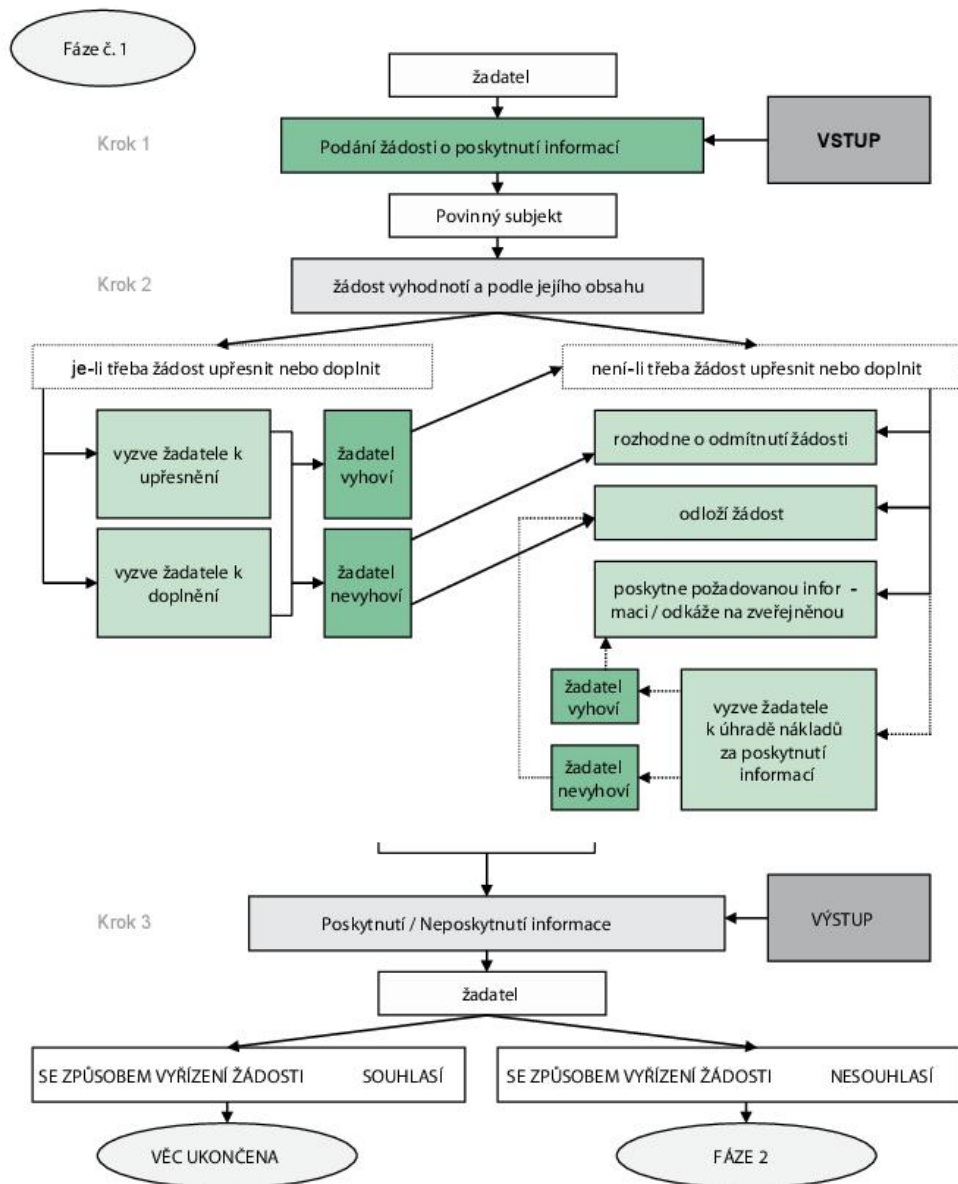 Fáze č. 1
žadatel
Krok 1
Podání žádosti o poskytnutí informací
VSTUP
Povinný subjekt
Krok 2
žádost vyhodnotí a podle jejího obsahu
je-li třeba žádost upřesnit nebo doplnit
není-li třeba žádost upřesnit nebo doplnit
vyzve žadatele k
upřesnění
žadatel
vyhoví
rozhodne o odmítnutí žádosti
odloží žádost
vyzve žadatele k
doplnění
žadatel
nevyhoví
poskytne požadovanou infor -
maci / odkáže na zveřejněnou
žadatel
vyhoví
vyzve žadatele
k úhradě nákladů
za poskytnutí
informací
žadatel
nevyhoví
Krok 3
Poskytnutí / Neposkytnutí informace
VÝSTUP
žadatel
SE ZPŮSOBEM VYŘÍZENÍ ŽÁDOSTI SOUHLASÍ
SE ZPŮSOBEM VYŘÍZENÍ ŽÁDOSTI NESOUHLASÍ
VĚC UKONČENA
FÁZE 2